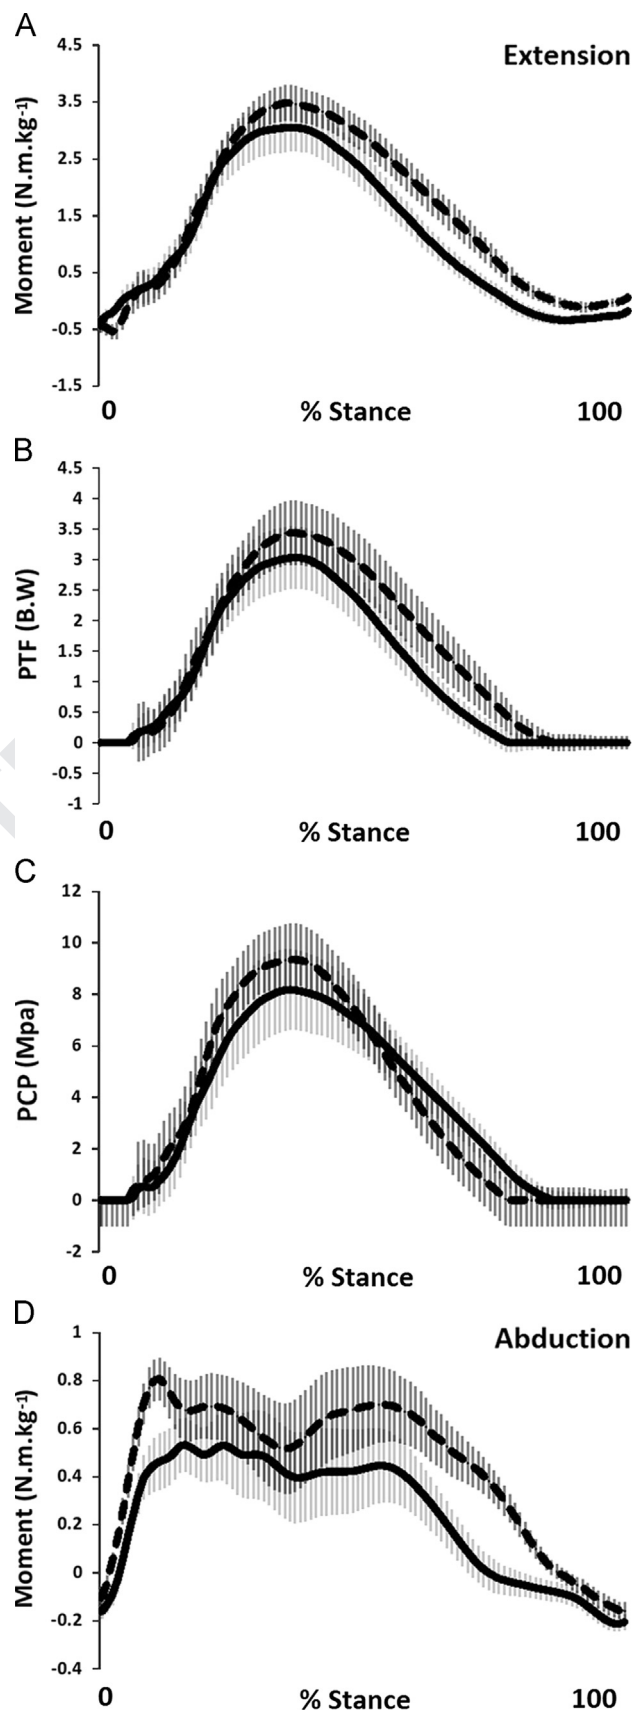 A
Extension
Moment (N.m.kg-1)
4.5
3.5
2.5
1.5
0.5
-0.5
-1.5
0 % Stance 100
B
PTF (B.W)
4.5
4
3.5
3
2.5
2
1.5
1
0.5
0
-0.5
-1
0 % Stance 100
C
PCP (Mpa)
12
10
8
6
4
2
0
-2
0 % Stance 100
D
Abduction
Moment (N.m.kg-1)
1
0.8
0.6
0.4
0.2
0
-0.2
-0.4
0 % Stance 100